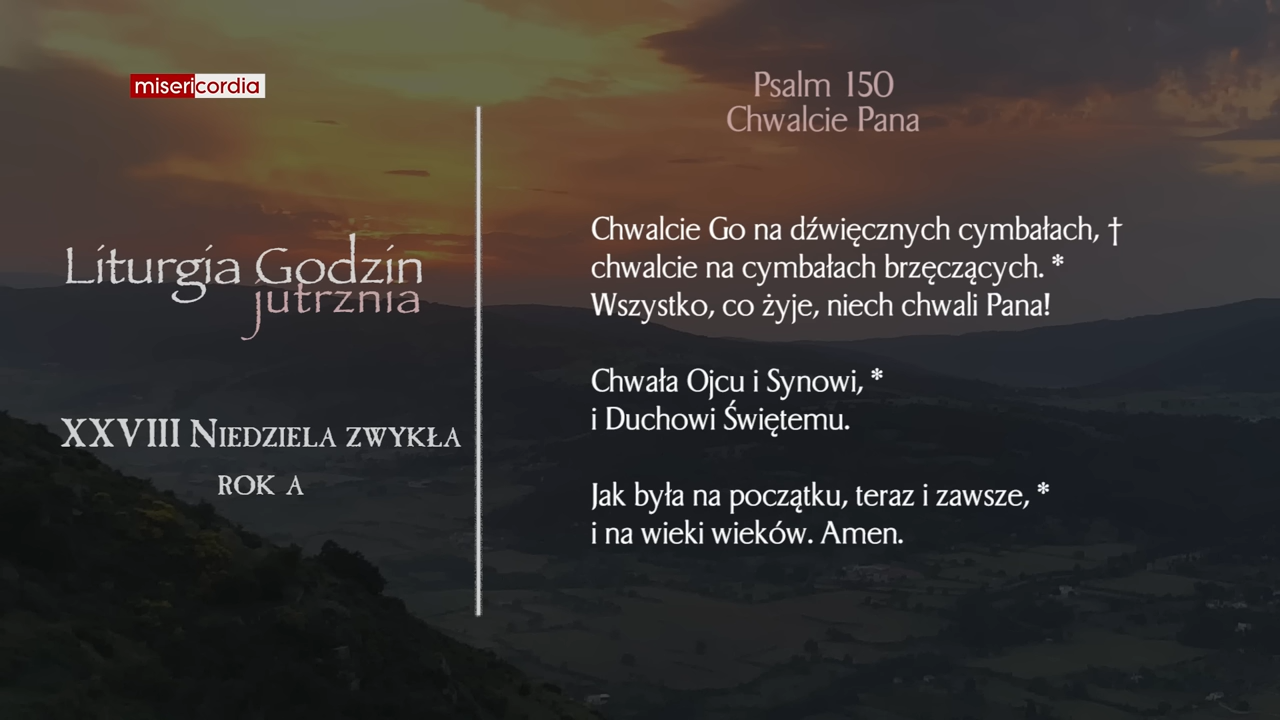 misericordia
Liturgia Godzin
jutrznia
XXVIII Niedziela zwykła
rok A
Psalm 150
Chwalcie Pana
Chwalcie Go na dźwięcznych cymbałach, †
chwalcie na cymbałach brzęczących. *
Wszystko, co żyje, niech chwali Pana!
Chwała Ojcu i Synowi, *
i Duchowi Świętemu.
Jak była na początku, teraz i zawsze, *
i na wieki wieków. Amen.